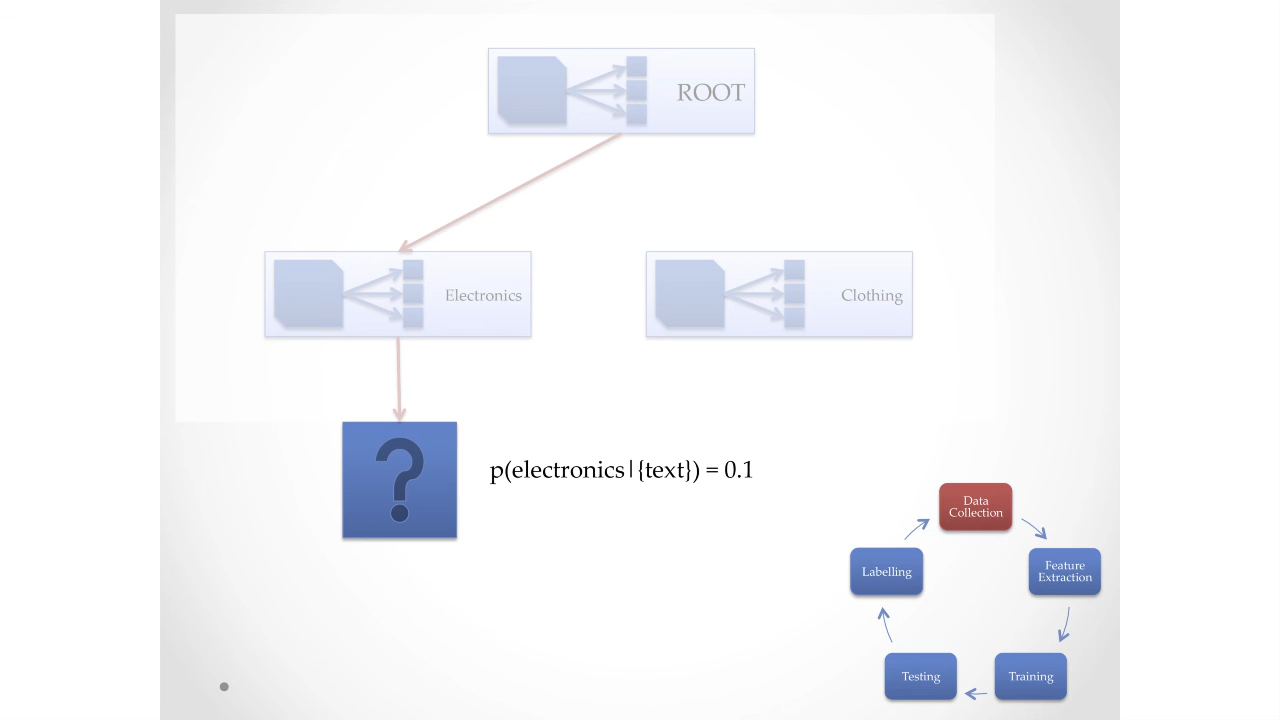 ROOT
Electronics
Clothing
?
p(electronics|{text}) = 0.1
Data
Collection
Labelling
Feature
Extraction
Testing
Training